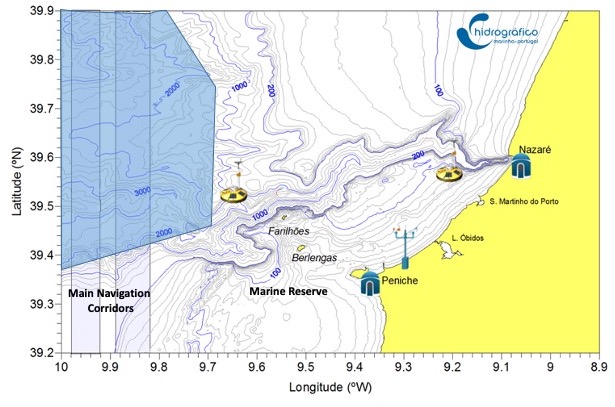 hidrográfico
marinha-portugal
39.9
39.8
39.7
39.6
39.5
39.4
39.3
39.2
Latitude (ºN)
2000
1000
200
100
200
3000
1000
2000
100
Nazaré
S. Martinho do Porto
L. Óbidos
Farilhões
Berlengas
Peniche
Main Navigation
Corridors
Marine Reserve
10 9.9 9.8 9.7 9.6 9.5 9.4 9.3 9.2 9.1 9 8.9
Longitude (ºW)